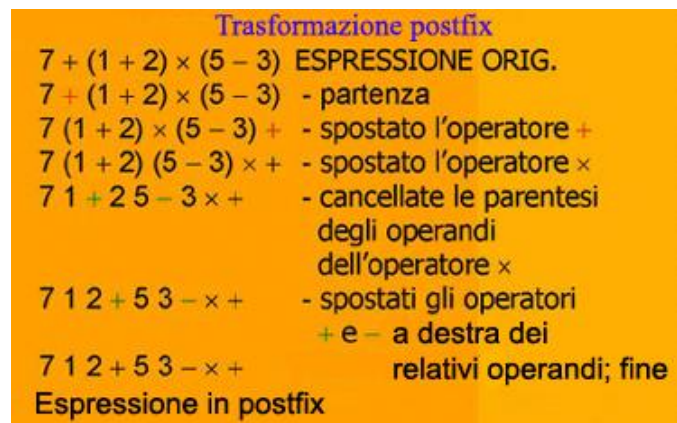 Trasformazione postfix
7 + (1 + 2) × (5 – 3) ESPRESSIONE ORIG.
7 + (1 + 2) × (5 – 3) - partenza
7 (1 + 2) × (5 – 3) + - spostato l'operatore +
7 (1 + 2) (5 – 3) × + - spostato l'operatore ×
7 1 + 2 5 – 3 × + - cancellate le parentesi
degli operandi
dell'operatore ×
7 1 2 + 5 3 – × + - spostati gli operatori
+ e – a destra dei
7 1 2 + 5 3 – × + relativi operandi; fine
Espressione in postfix